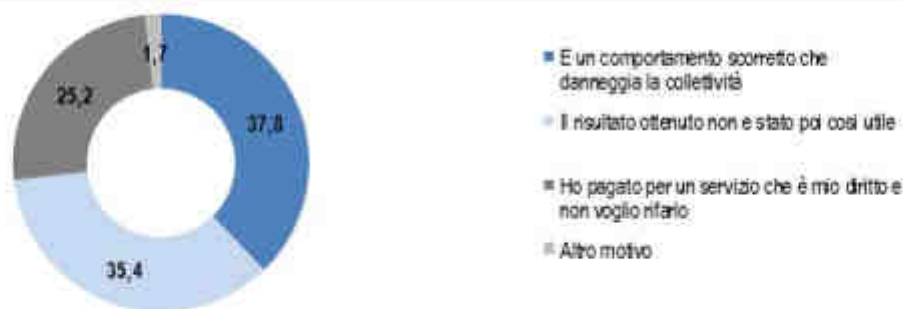 1,7
37,8
25,2
35,4
E un comportamento scorretto che
danneggia la collettività
Il risultato ottenuto non e stato poi così utile
Ho pagato per un servizio che è mio diritto e
non voglio rifarlo
Altro motivo